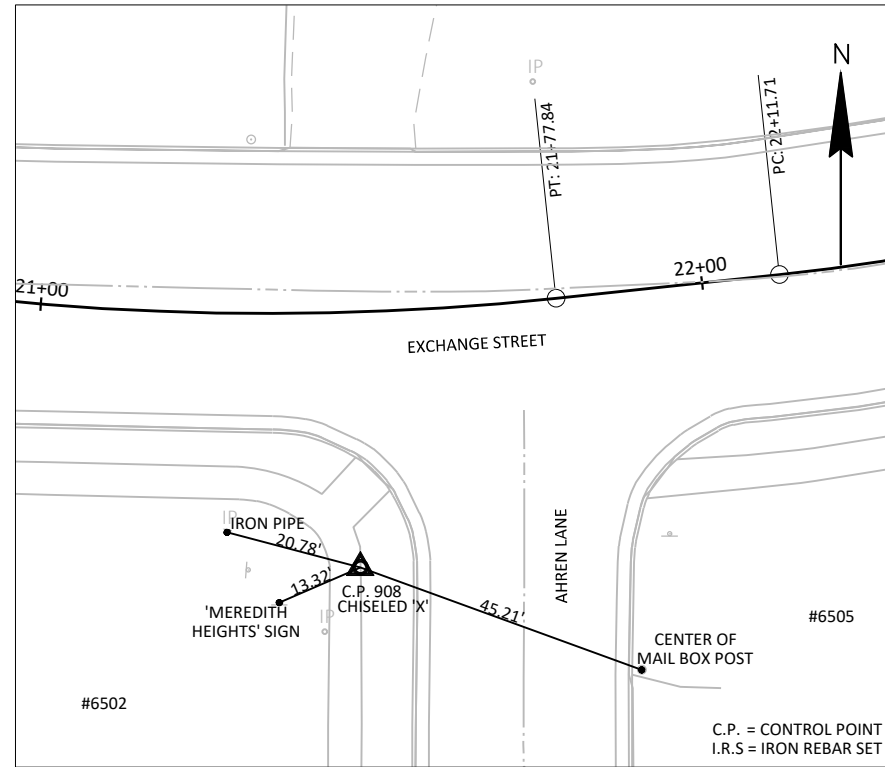 IP
N
PT: 21+77.84
PC: 22+11.71
21+00
22+00
EXCHANGE STREET
IP
IRON PIPE
20.78'
13.32'
C.P. 908
CHISELED 'X'
45.21'
AHREN LANE
'MEREDITH
HEIGHTS' SIGN
IP
CENTER OF
MAIL BOX POST
#6505
#6502
C.P. = CONTROL POINT
I.R.S = IRON REBAR SET